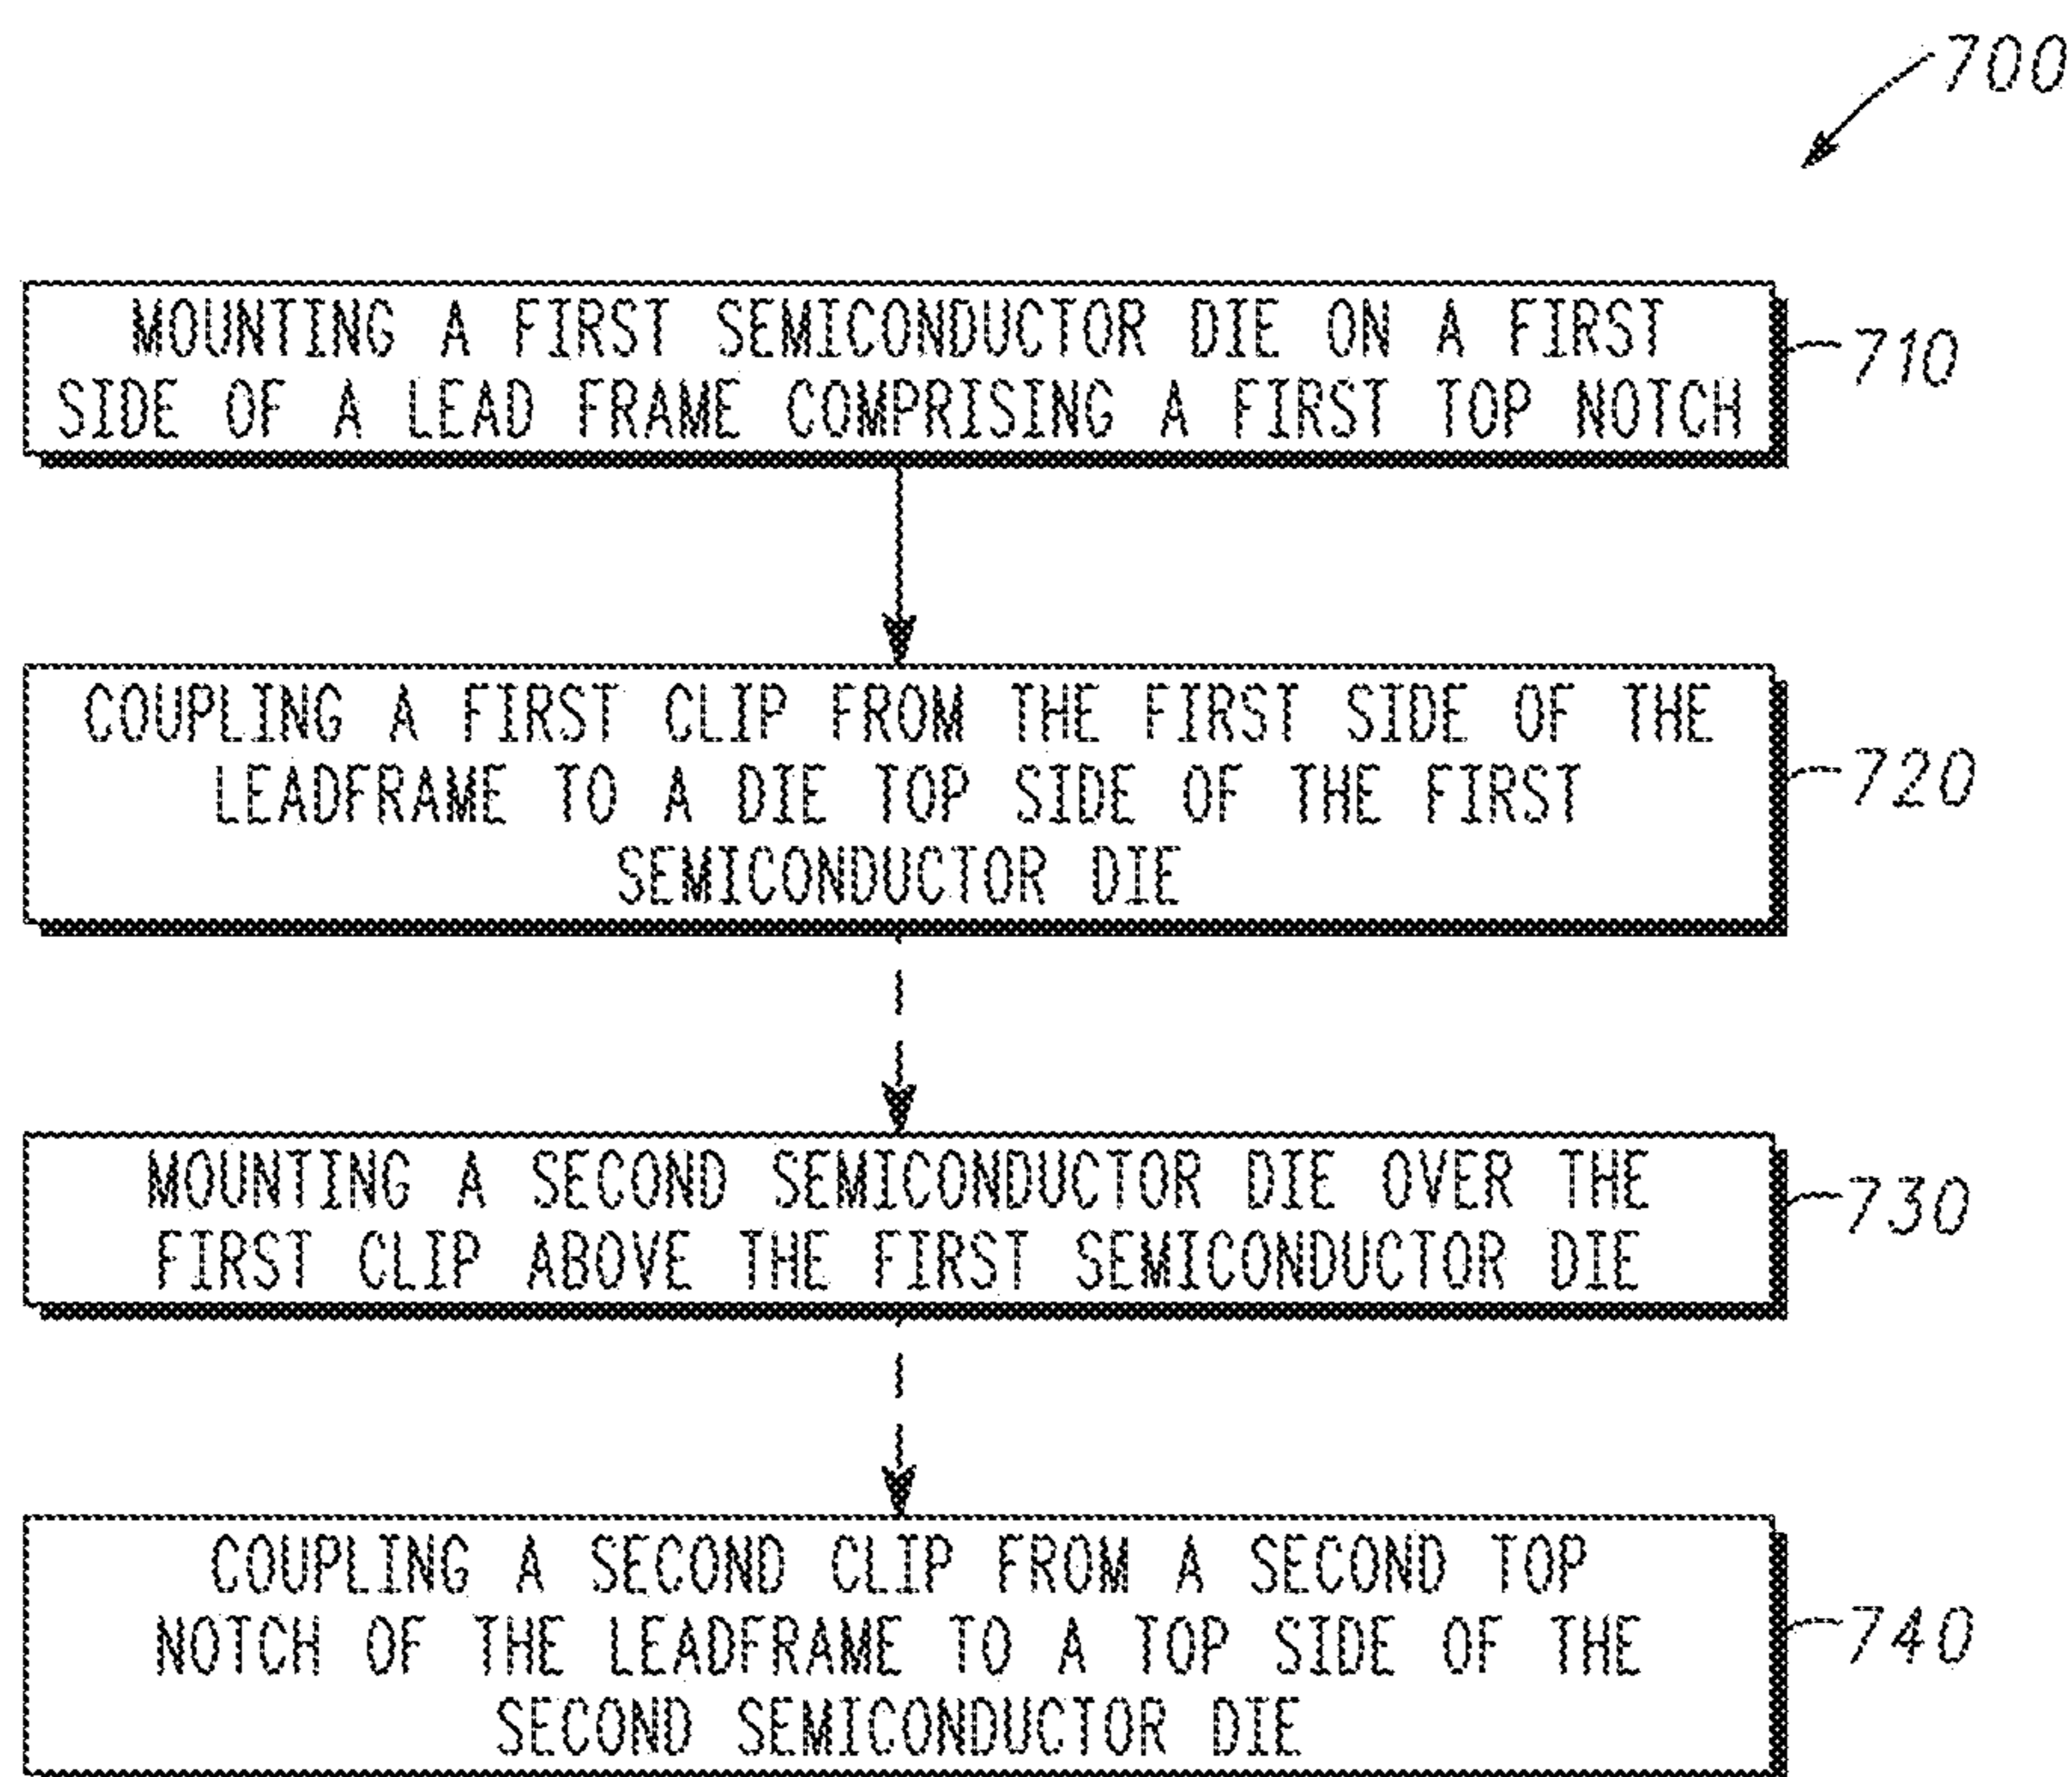 700
MOUNTING A FIRST SEMICONDUCTOR DIE ON A FIRST
SIDE OF A LEAD FRAME COMPRISING A FIRST TOP NOTCH
710
COUPLING A FIRST CLIP FROM THE FIRST SIDE OF THE
LEADFRAME TO A DIE TOP SIDE OF THE FIRST
SEMICONDUCTOR DIE
720
MOUNTING A SECOND SEMICONDUCTOR DIE OVER THE
FIRST CLIP ABOVE THE FIRST SEMICONDUCTOR DIE
730
COUPLING A SECOND CLIP FROM A SECOND TOP
NOTCH OF THE LEADFRAME TO A TOP SIDE OF THE
SECOND SEMICONDUCTOR DIE
740